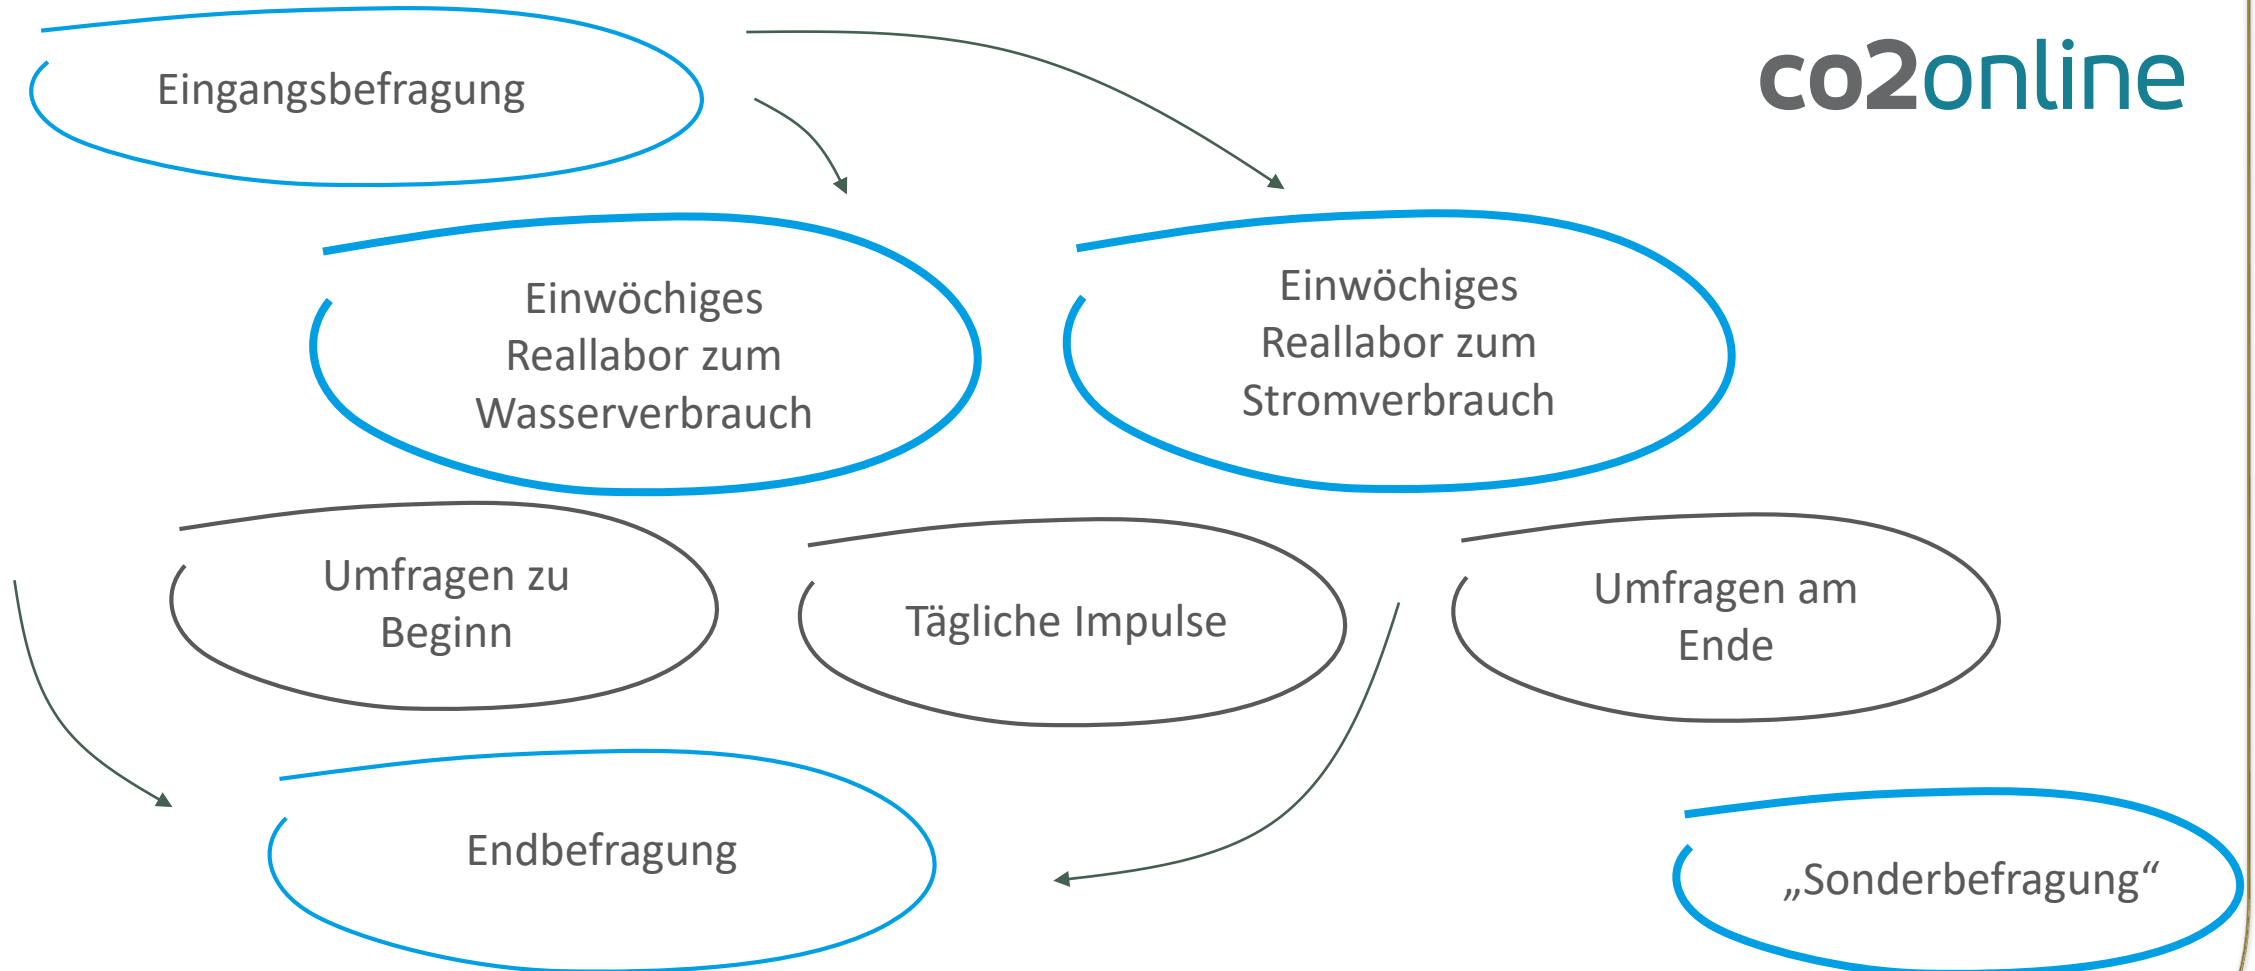 Eingangsbefragung
co2online
Einwöchiges
Reallabor zum
Wasserverbrauch
Einwöchiges
Reallabor zum
Stromverbrauch
Umfragen zu
Beginn
Tägliche Impulse
Umfragen am
Ende
Endbefragung
„Sonderbefragung“